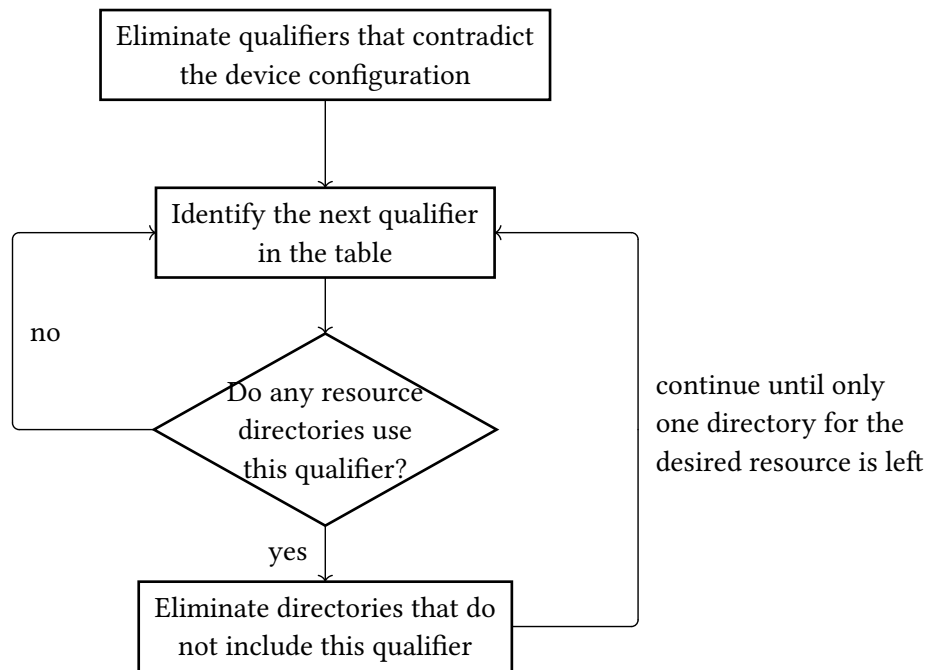 Eliminate qualifiers that contradict
the device configuration
Identify the next qualifier
in the table
no
Do any resource
directories use
this qualifier?
continue until only
one directory for the
desired resource is left
yes
Eliminate directories that do
not include this qualifier